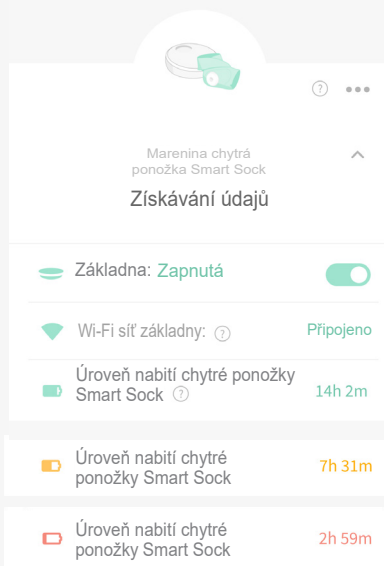 ?
Marenina chytrá
ponožka Smart Sock
Získávání údajů
Základna: Zapnutá
Wi-Fi síť základny: ? Připojeno
Úroveň nabití chytré ponožky
Smart Sock ? 14h 2m
Úroveň nabití chytré
ponožky Smart Sock 7h 31m
Úroveň nabití chytré
ponožky Smart Sock 2h 59m